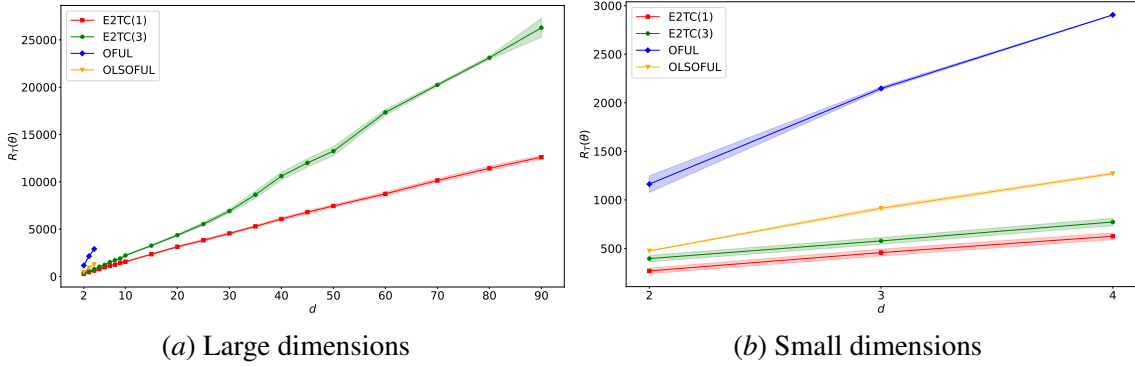 E2TC(1)
E2TC(3)
OFUL
OLSOFUL
25000
20000
15000
10000
5000
0
R_T(θ)
2 10 20 30 40 50 60 70 80 90
d
(a) Large dimensions
E2TC(1)
E2TC(3)
OFUL
OLSOFUL
3000
2500
2000
1500
1000
500
R_T(θ)
2 3 4
d
(b) Small dimensions